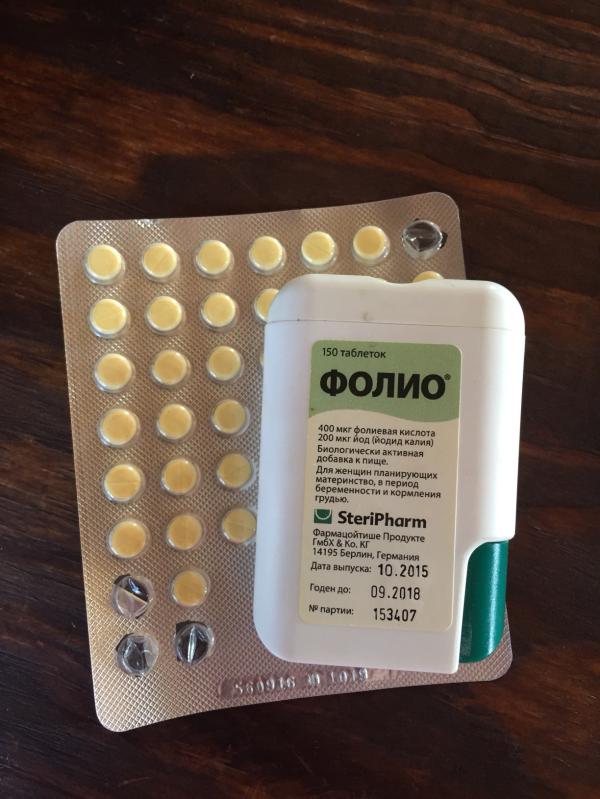 150 таблеток
ФОЛИО®
400 мкг фолиевая кислота
200 мкг йод (йодид калия)
Биологически активная
добавка к пище.
Для женщин планирующих
материнство, в период
беременности и кормления
грудью.
SteriPharm
Фармацойтише Продукте
ГмбХ & Ко. КГ
14195 Берлин, Германия
Дата выпуска: 10.2015
Годен до: 09.2018
№ партии: 153407